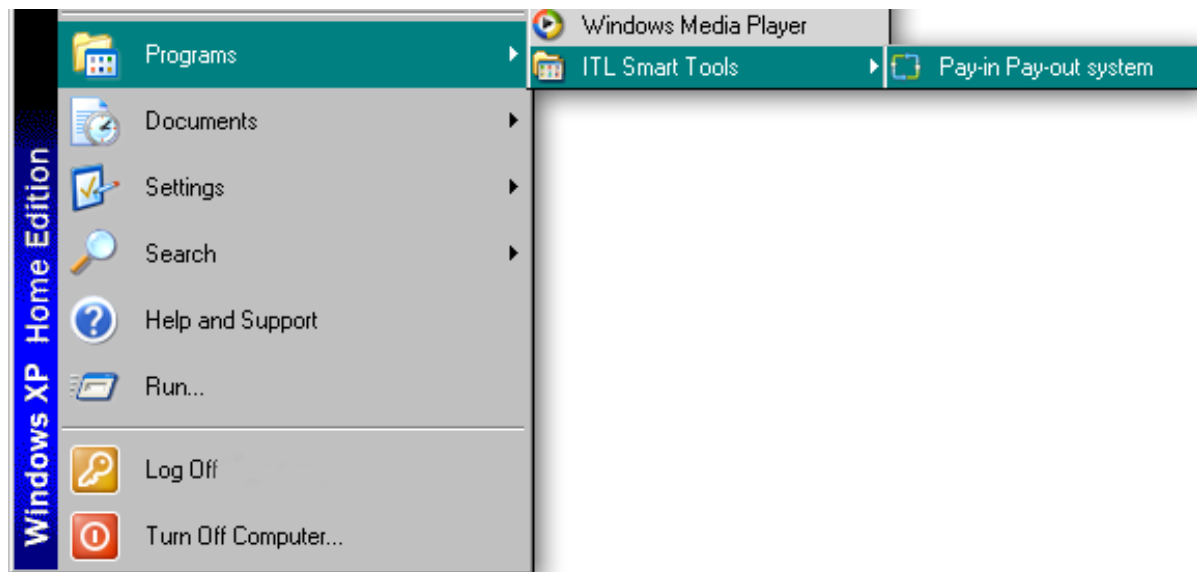 Windows XP Home Edition
Programs
Documents
Settings
Search
Help and Support
Run...
Log Off
Turn Off Computer...
Windows Media Player
ITL Smart Tools
Pay-in Pay-out system